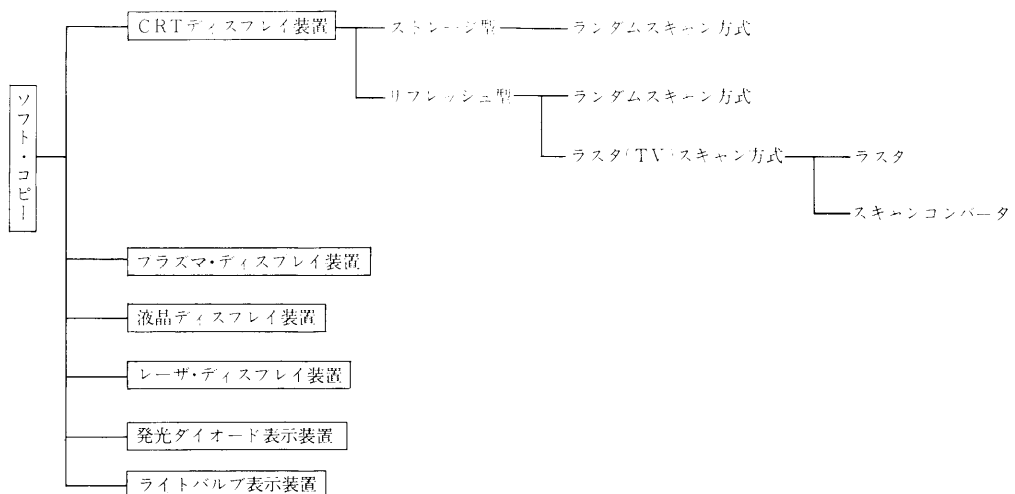 CRTディスプレイ装置
ストレージ型
ランダムスキャン方式
リフレッシュ型
ランダムスキャン方式
ラスタ(TV)スキャン方式
ラスタ
スキャンコンバータ
ソフト・コピー
プラズマ・ディスプレイ装置
液晶ディスプレイ装置
レーザ・ディスプレイ装置
発光ダイオード表示装置
ライトバルブ表示装置